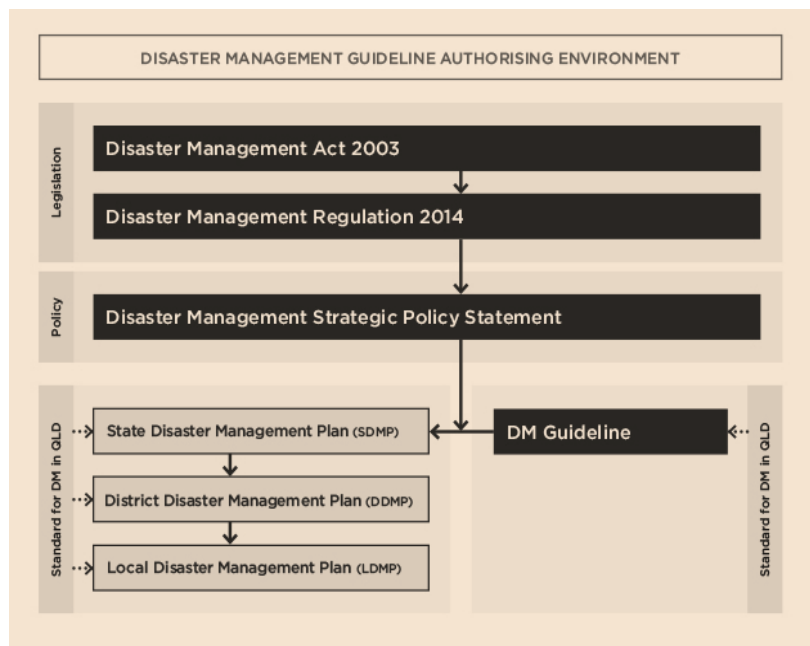 DISASTER MANAGEMENT GUIDELINE AUTHORISING ENVIRONMENT
Legislation
Disaster Management Act 2003
Disaster Management Regulation 2014
Policy
Disaster Management Strategic Policy Statement
Standard for DM in QLD
State Disaster Management Plan (SDMP)
District Disaster Management Plan (DDMP)
Local Disaster Management Plan (LDMP)
DM Guideline
Standard for DM in QLD